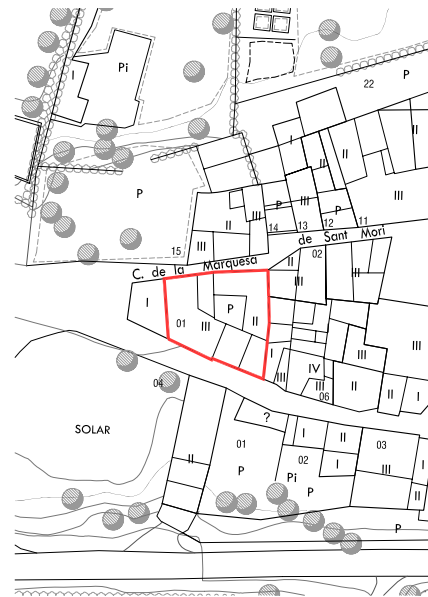 Pi
I
P
22
II
I
II
II
P
III
P
III
III
II
III
P
14
13
12
11
15
III
C. de la Marquesa
de Sant Mori
II
02
III
II
I
01
III
P
II
III
III
I
IV
III
III
06
II
II
I
04
SOLAR
?
I
II
01
03
II
P
02
I
III
Pi
P
II
P